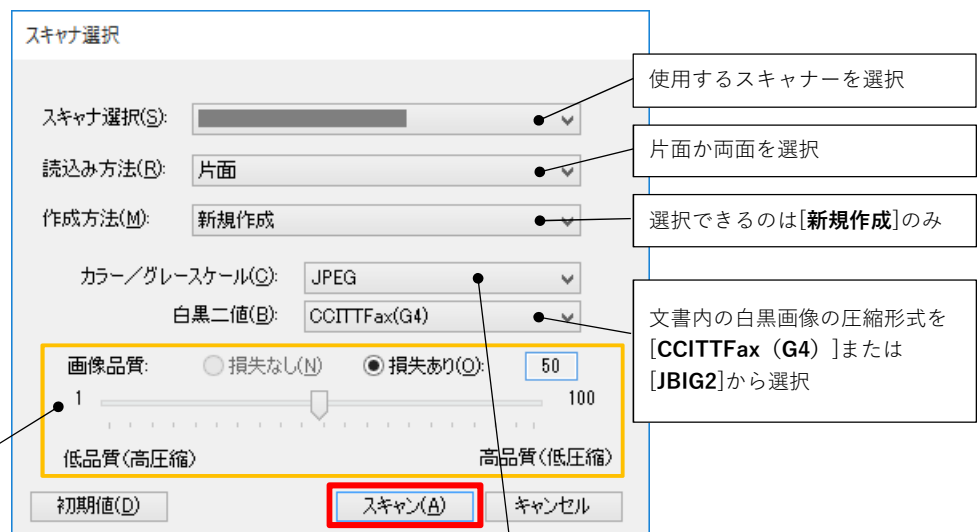 スキャナ選択
スキャナ選択(S):
使用するスキャナーを選択
読込み方法(R): 片面
片面か両面を選択
作成方法(M): 新規作成
選択できるのは[新規作成]のみ
カラー／グレースケール(C): JPEG
白黒二値(B): CCITTFax(G4)
文書内の白黒画像の圧縮形式を
[CCITTFax（G4）]または
[JBIG2]から選択
画像品質: 損失なし(N) 損失あり(O): 50
1 100
低品質(高圧縮) 高品質(低圧縮)
初期値(D) スキャン(A) キャンセル